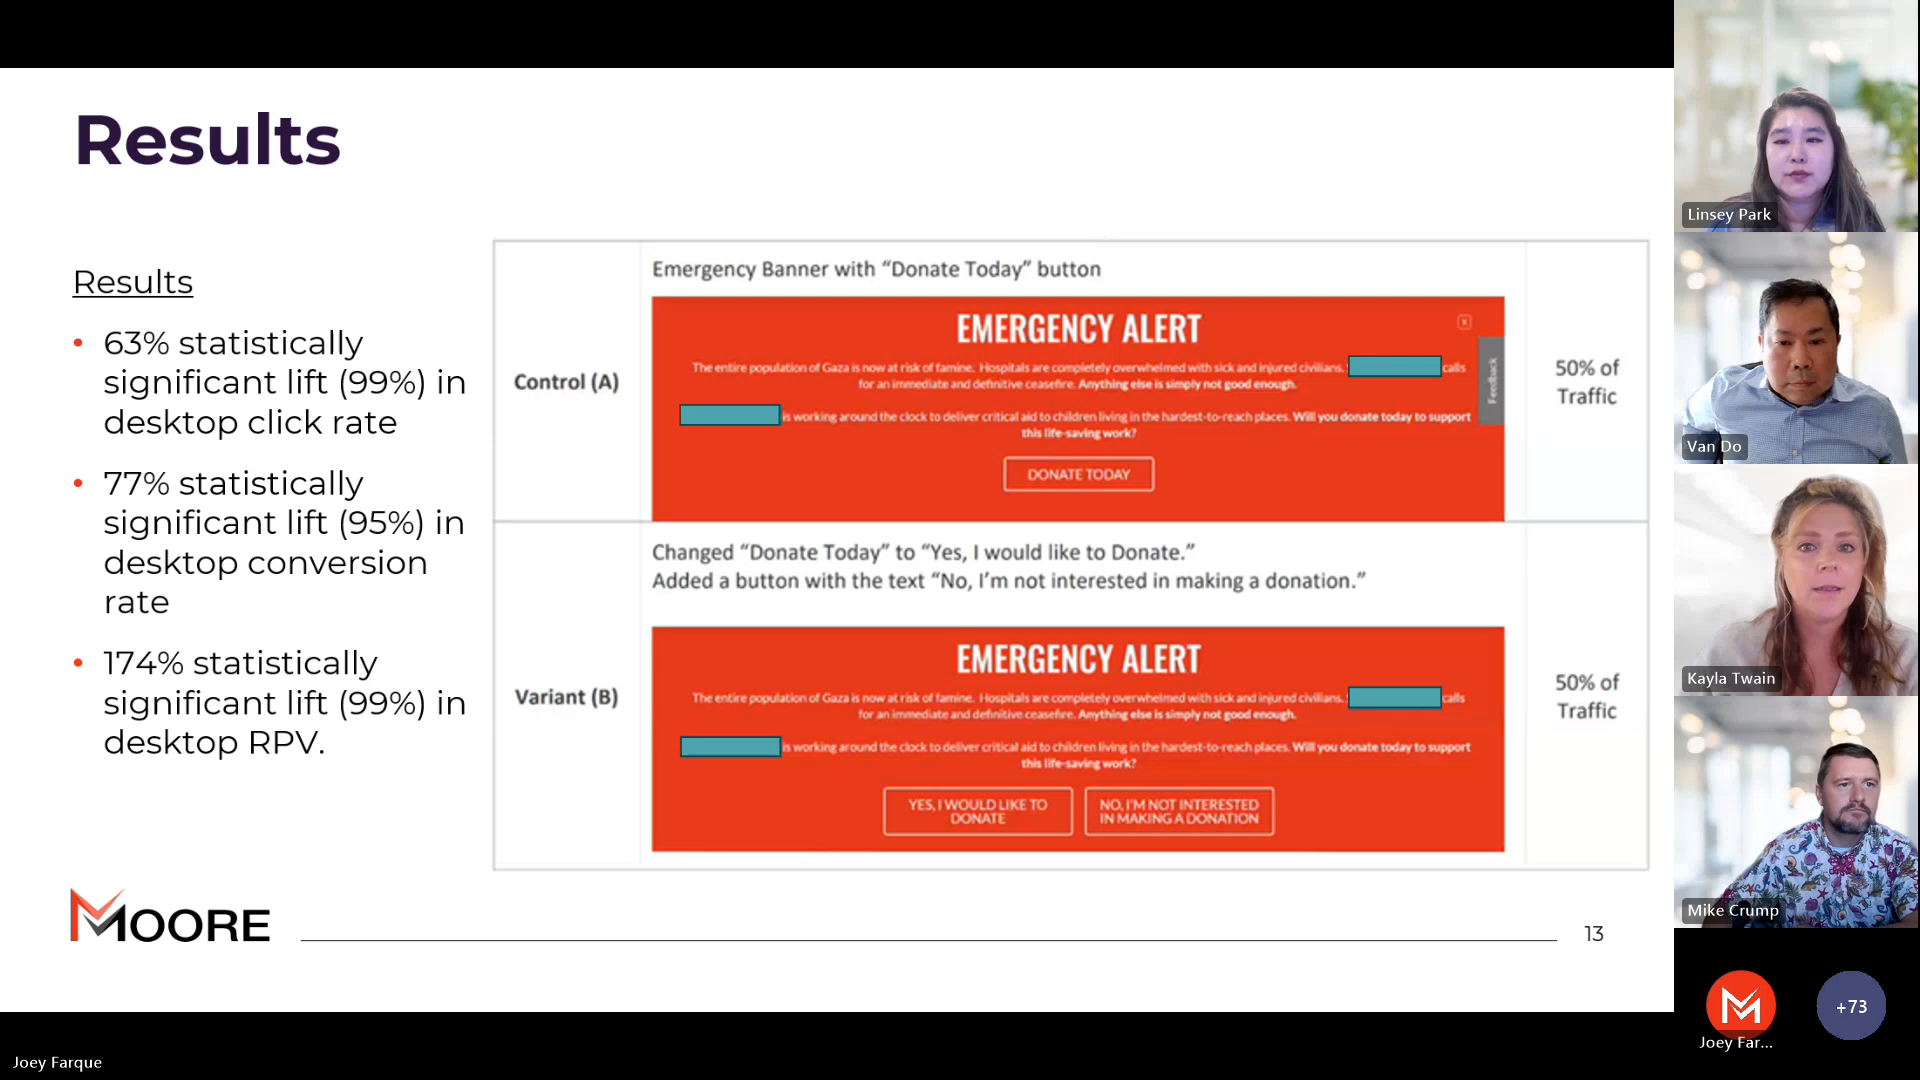 Results
Results
• 63% statistically
significant lift (99%) in
desktop click rate
• 77% statistically
significant lift (95%) in
desktop conversion
rate
• 174% statistically
significant lift (99%) in
desktop RPV.
Control (A)
Emergency Banner with “Donate Today” button
EMERGENCY ALERT
x
The entire population of Gaza is now at risk of famine. Hospitals are completely overwhelmed with sick and injured civilians. calls
for an immediate and definitive ceasefire. Anything else is simply not good enough.
is working around the clock to deliver critical aid to children living in the hardest-to-reach places. Will you donate today to support
this life-saving work?
DONATE TODAY
Feedback
50% of
Traffic
Variant (B)
Changed “Donate Today” to “Yes, I would like to Donate.”
Added a button with the text “No, I’m not interested in making a donation.”
EMERGENCY ALERT
The entire population of Gaza is now at risk of famine. Hospitals are completely overwhelmed with sick and injured civilians. calls
for an immediate and definitive ceasefire. Anything else is simply not good enough.
is working around the clock to deliver critical aid to children living in the hardest-to-reach places. Will you donate today to support
this life-saving work?
YES, I WOULD LIKE TO
DONATE
NO, I'M NOT INTERESTED
IN MAKING A DONATION
50% of
Traffic
MOORE
13
Linsey Park
Van Do
Kayla Twain
Mike Crump
Joey Far...
+73
Joey Farque